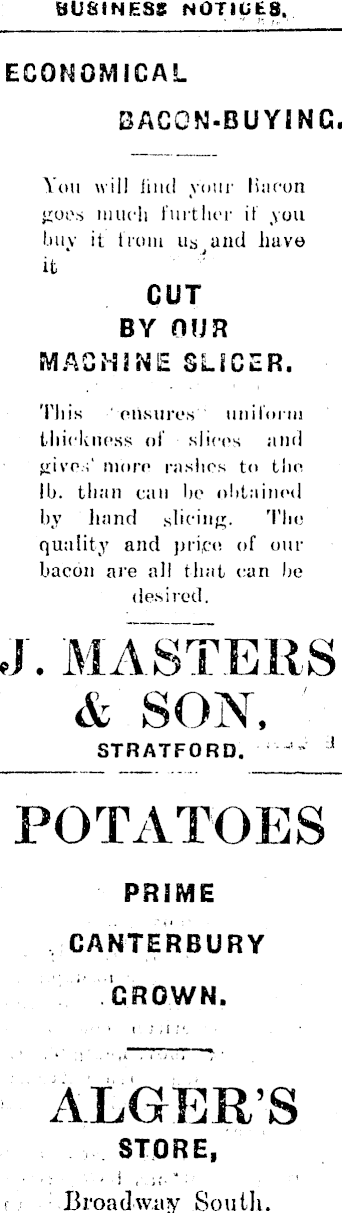 BUSINESS NOTICES.
ECONOMICAL
BACON-BUYING.
You will find your Bacon
goes much further if you
buy it from us, and have
it
CUT
BY OUR
MACHINE SLICER.
This ensures uniform
thickness of slices and
gives more rashes to the
lb. than can be obtained
by hand slicing. The
quality and price of our
bacon are all that can be
desired.
J. MASTERS
& SON,
STRATFORD.
POTATOES
PRIME
CANTERBURY
GROWN.
ALGER'S
STORE,
Broadway South.